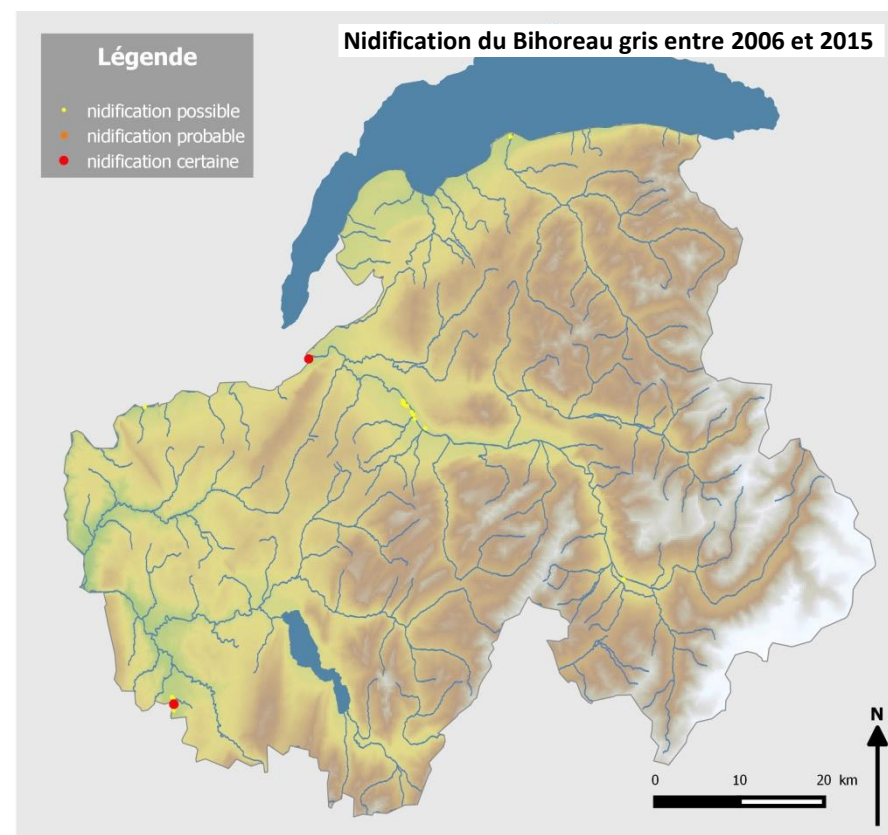 Nidification du Bihoreau gris entre 2006 et 2015
Légende
nidification possible
nidification probable
nidification certaine
N
0 10 20 km